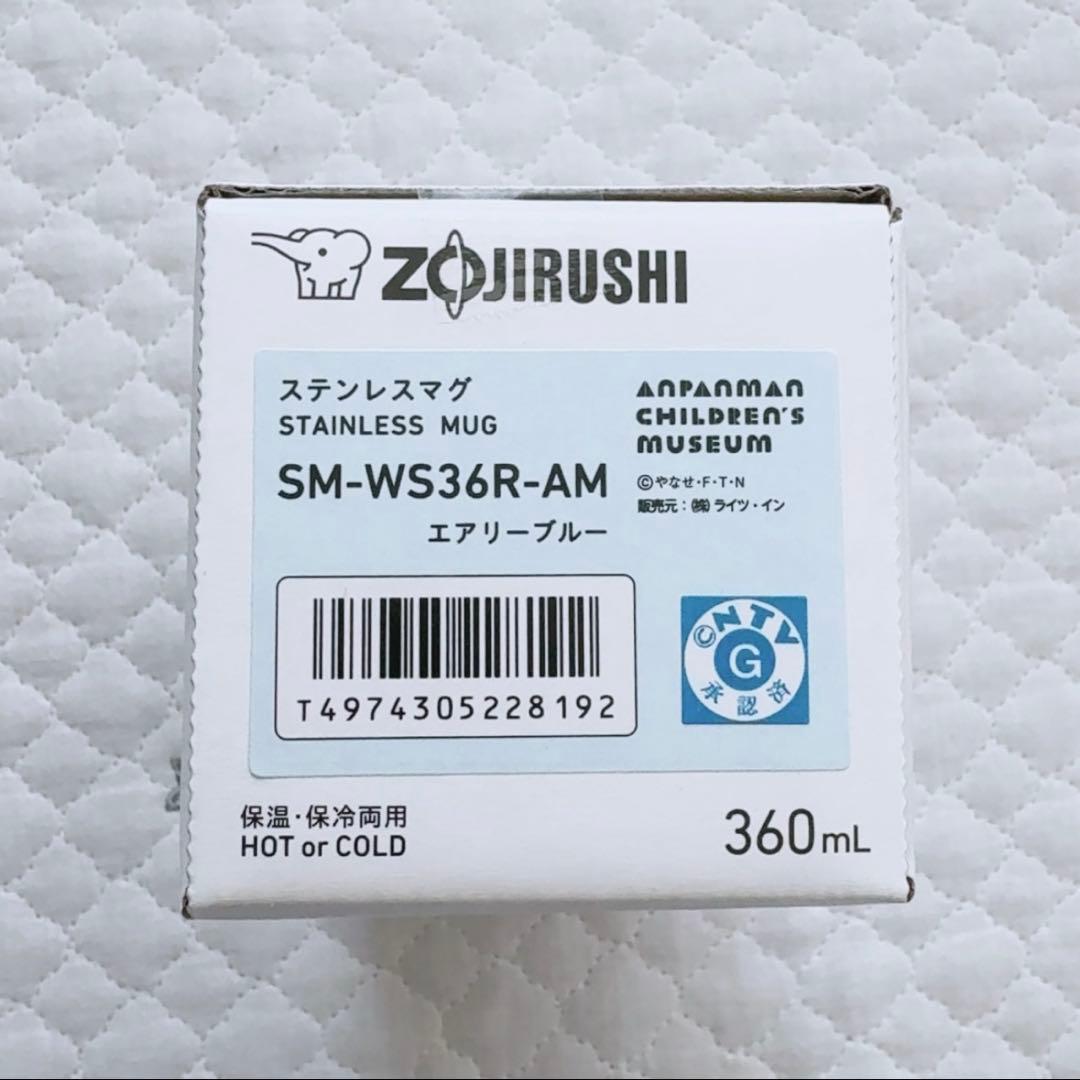 ZOJIRUSHI
ステンレスマグ
STAINLESS MUG
SM-WS36R-AM
エアリーブルー
ANPANMAN
CHILDREN'S
MUSEUM
©やなせ・F・T・N
販売元：㈱ライツ・イン
T4974305228192
©NTV
G
承認済
保温・保冷両用
HOT or COLD
360mL